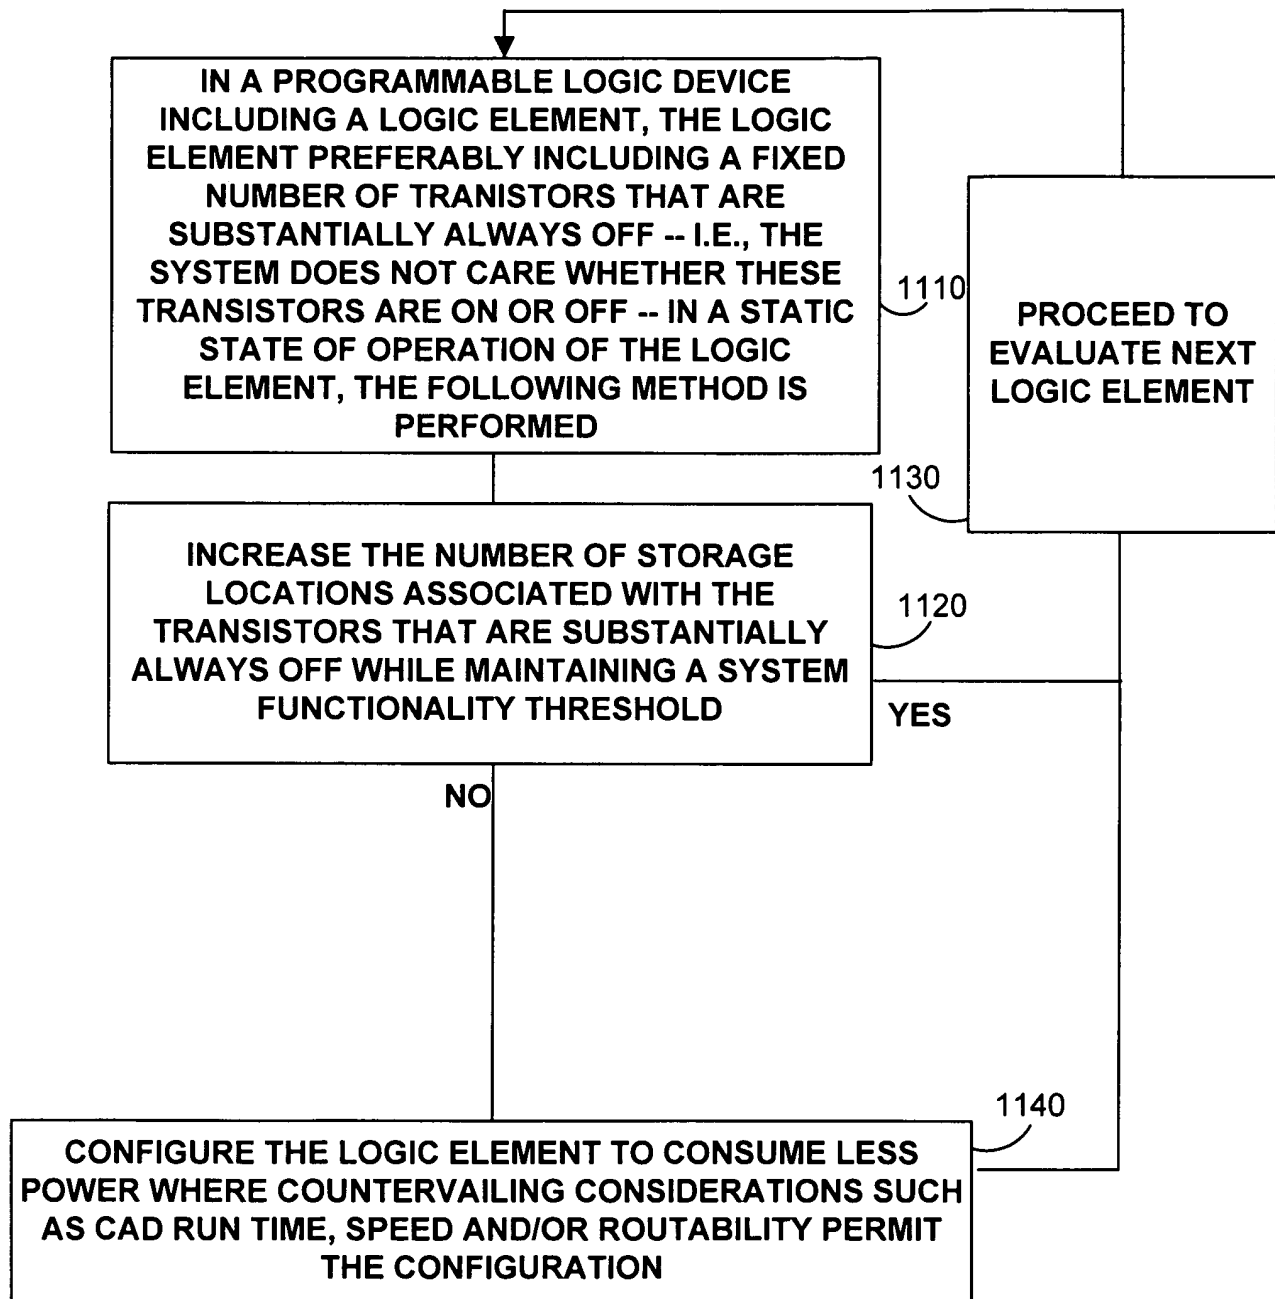 IN A PROGRAMMABLE LOGIC DEVICE
INCLUDING A LOGIC ELEMENT, THE LOGIC
ELEMENT PREFERABLY INCLUDING A FIXED
NUMBER OF TRANISTORS THAT ARE
SUBSTANTIALLY ALWAYS OFF -- I.E., THE
SYSTEM DOES NOT CARE WHETHER THESE
TRANSISTORS ARE ON OR OFF -- IN A STATIC
STATE OF OPERATION OF THE LOGIC
ELEMENT, THE FOLLOWING METHOD IS
PERFORMED
1110
PROCEED TO
EVALUATE NEXT
LOGIC ELEMENT
1130
INCREASE THE NUMBER OF STORAGE
LOCATIONS ASSOCIATED WITH THE
TRANSISTORS THAT ARE SUBSTANTIALLY
ALWAYS OFF WHILE MAINTAINING A SYSTEM
FUNCTIONALITY THRESHOLD
1120
YES
NO
1140
CONFIGURE THE LOGIC ELEMENT TO CONSUME LESS
POWER WHERE COUNTERVAILING CONSIDERATIONS SUCH
AS CAD RUN TIME, SPEED AND/OR ROUTABILITY PERMIT
THE CONFIGURATION